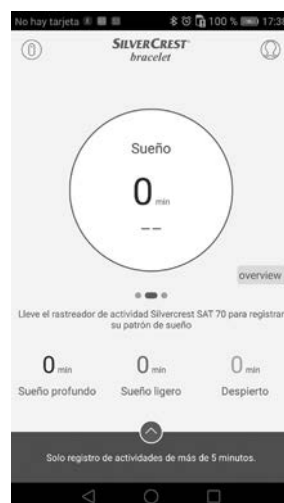 No hay tarjeta 100 % 17:38
SILVERCREST
bracelet
Sueño
0 min
--
overview
Lleve el rastreador de actividad Silvercrest SAT 70 para registrar
su patrón de sueño
0 min 0 min 0 min
Sueño profundo Sueño ligero Despierto
Solo registro de actividades de más de 5 minutos.